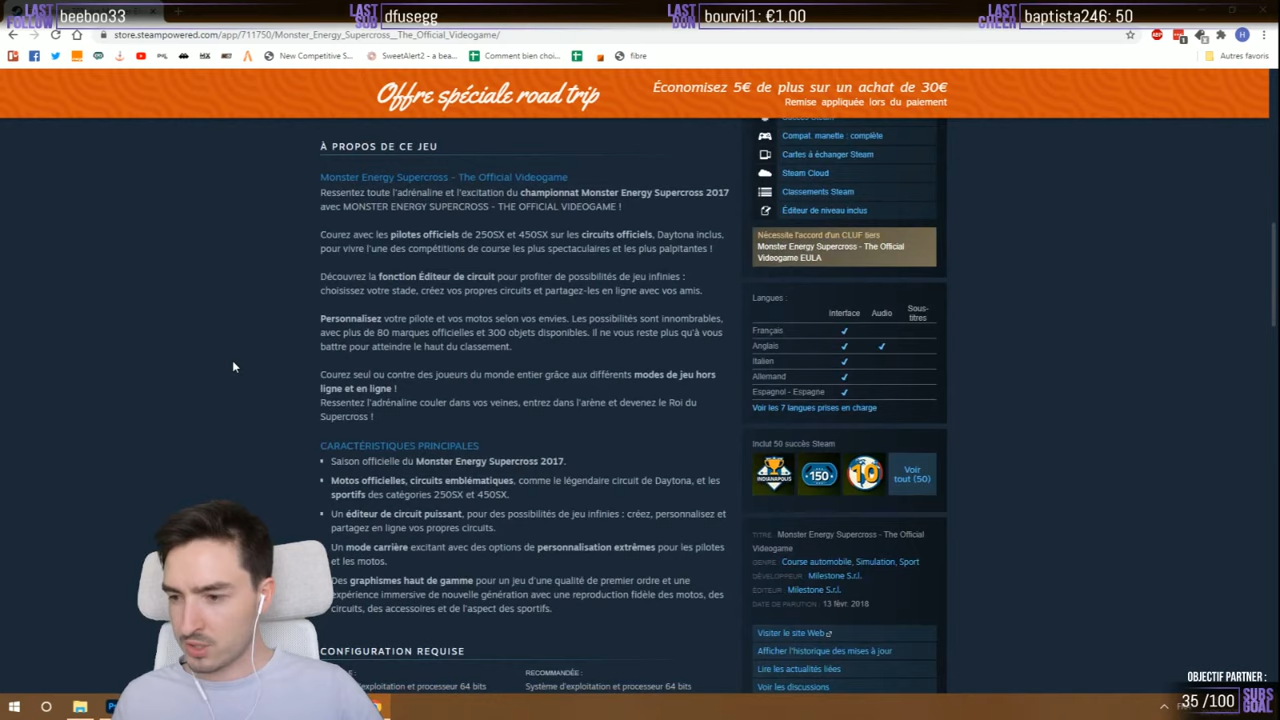 LAST FOLLOW beeboo33
LAST SUB dfusegg
LAST DON bourvil1: €1.00
LAST CHEER baptista246: 50
store.steampowered.com/app/711750/Monster_Energy_Supercross__The_Official_Videogame/
New Competitive S...
SweetAlert2 - a bea...
Comment bien choi...
fibre
Autres favoris
Offre spéciale road trip
Économisez 5€ de plus sur un achat de 30€
Remise appliquée lors du paiement
À PROPOS DE CE JEU
Monster Energy Supercross - The Official Videogame
Ressentez toute l'adrénaline et l'excitation du championnat Monster Energy Supercross 2017
avec MONSTER ENERGY SUPERCROSS - THE OFFICIAL VIDEOGAME !
Courez avec les pilotes officiels de 250SX et 450SX sur les circuits officiels, Daytona inclus,
pour vivre l'une des compétitions de course les plus spectaculaires et les plus palpitantes !
Découvrez la fonction Éditeur de circuit pour profiter de possibilités de jeu infinies :
choisissez votre stade, créez vos propres circuits et partagez-les en ligne avec vos amis.
Personnalisez votre pilote et vos motos selon vos envies. Les possibilités sont innombrables,
avec plus de 80 marques officielles et 300 objets disponibles. Il ne vous reste plus qu'à vous
battre pour atteindre le haut du classement.
Courez seul ou contre des joueurs du monde entier grâce aux différents modes de jeu hors
ligne et en ligne !
Ressentez l'adrénaline couler dans vos veines, entrez dans l'arène et devenez le Roi du
Supercross !
CARACTÉRISTIQUES PRINCIPALES
Saison officielle du Monster Energy Supercross 2017.
Motos officielles, circuits emblématiques, comme le légendaire circuit de Daytona, et les
sportifs des catégories 250SX et 450SX.
Un éditeur de circuit puissant, pour des possibilités de jeu infinies : créez, personnalisez et
partagez en ligne vos propres circuits.
Un mode carrière excitant avec des options de personnalisation extrêmes pour les pilotes
et les motos.
Des graphismes haut de gamme pour un jeu d'une qualité de premier ordre et une
expérience immersive de nouvelle génération avec une reproduction fidèle des motos, des
circuits, des accessoires et de l'aspect des sportifs.
CONFIGURATION REQUISE
RECOMMANDÉE :
exploitation et processeur 64 bits
Système d'exploitation et processeur 64 bits
Succès Steam
Compat. manette : complète
Cartes à échanger Steam
Steam Cloud
Classements Steam
Éditeur de niveau inclus
Nécessite l'accord d'un CLUF tiers
Monster Energy Supercross - The Official
Videogame EULA
Langues :
Interface Audio Sous-
titres
Français ✔
Anglais ✔ ✔
Italien ✔
Allemand ✔
Espagnol - Espagne ✔
Voir les 7 langues prises en charge
Inclut 50 succès Steam
INDIANAPOLIS
150
10
Voir
tout (50)
TITRE : Monster Energy Supercross - The Official
Videogame
GENRE : Course automobile, Simulation, Sport
DÉVELOPPEUR : Milestone S.r.l.
ÉDITEUR : Milestone S.r.l.
DATE DE PARUTION : 13 févr. 2018
Visiter le site Web
Afficher l'historique des mises à jour
Lire les actualités liées
Voir les discussions
OBJECTIF PARTNER :
35 /100 SUBS GOAL